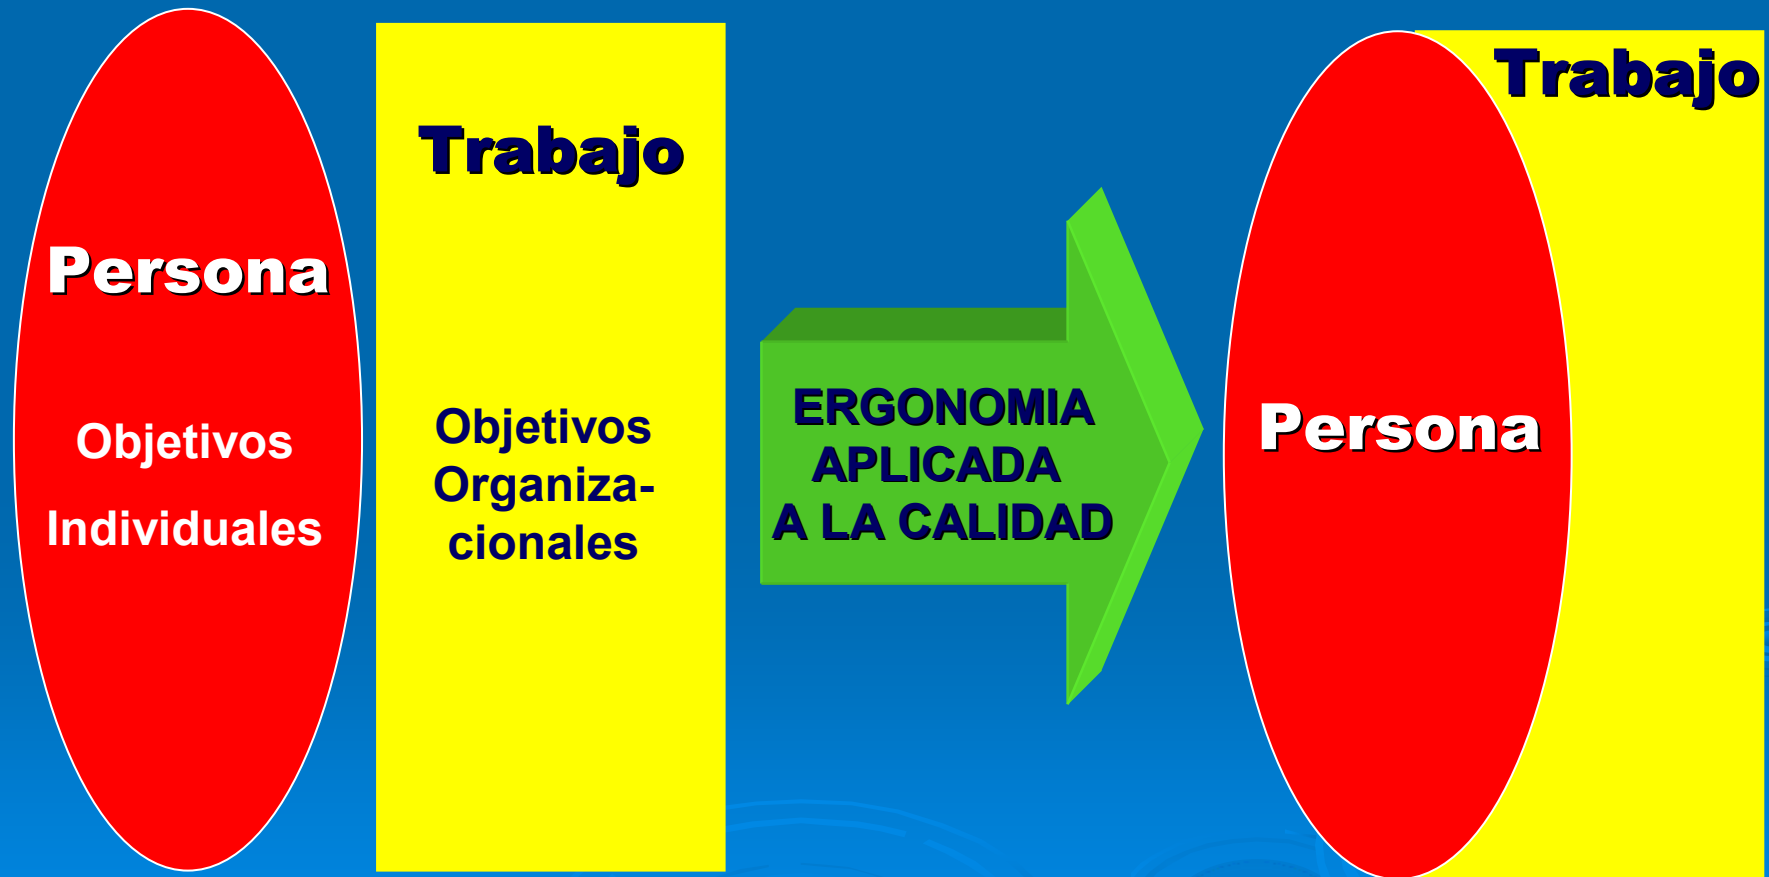 Persona
Objetivos
Individuales
Trabajo
Objetivos
Organiza-
cionales
ERGONOMIA
APLICADA
A LA CALIDAD
Trabajo
Persona